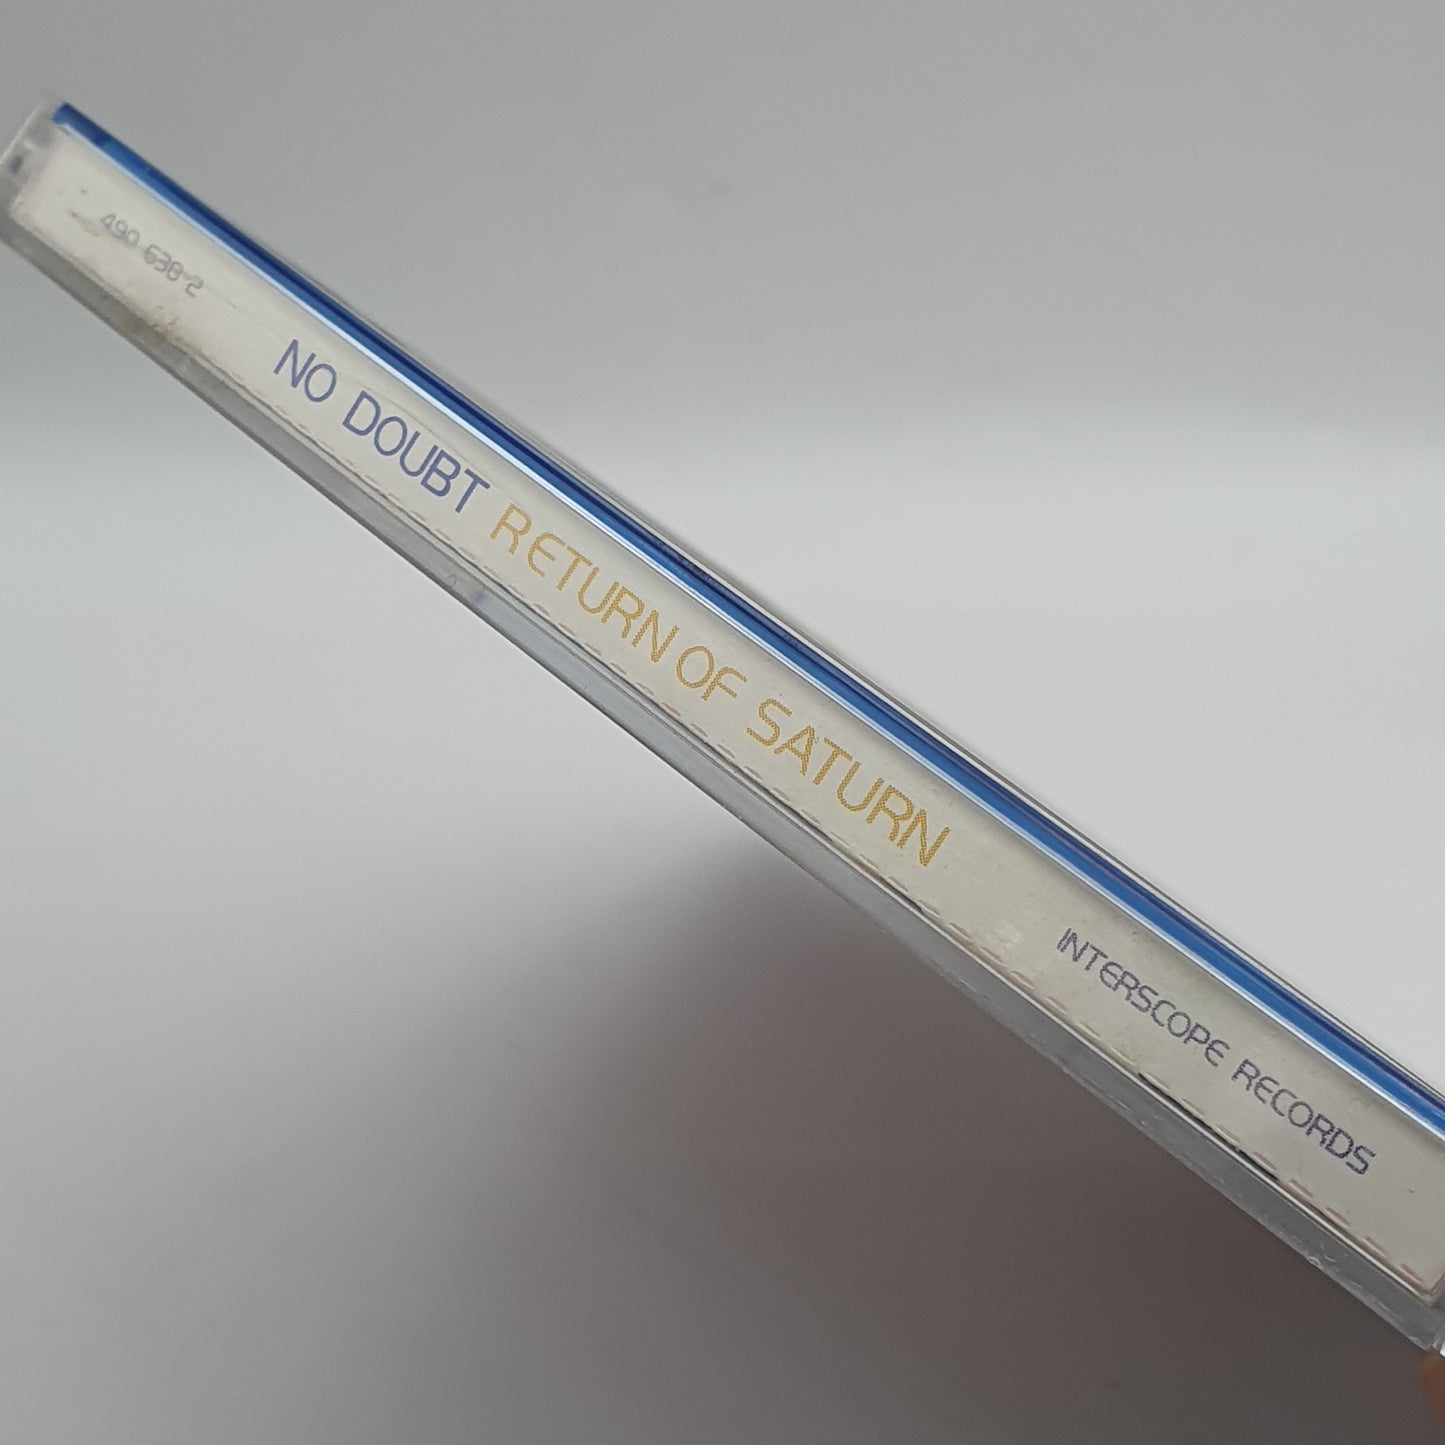 490 638-2 NO DOUBT RETURN OF SATURN INTERSCOPE RECORDS